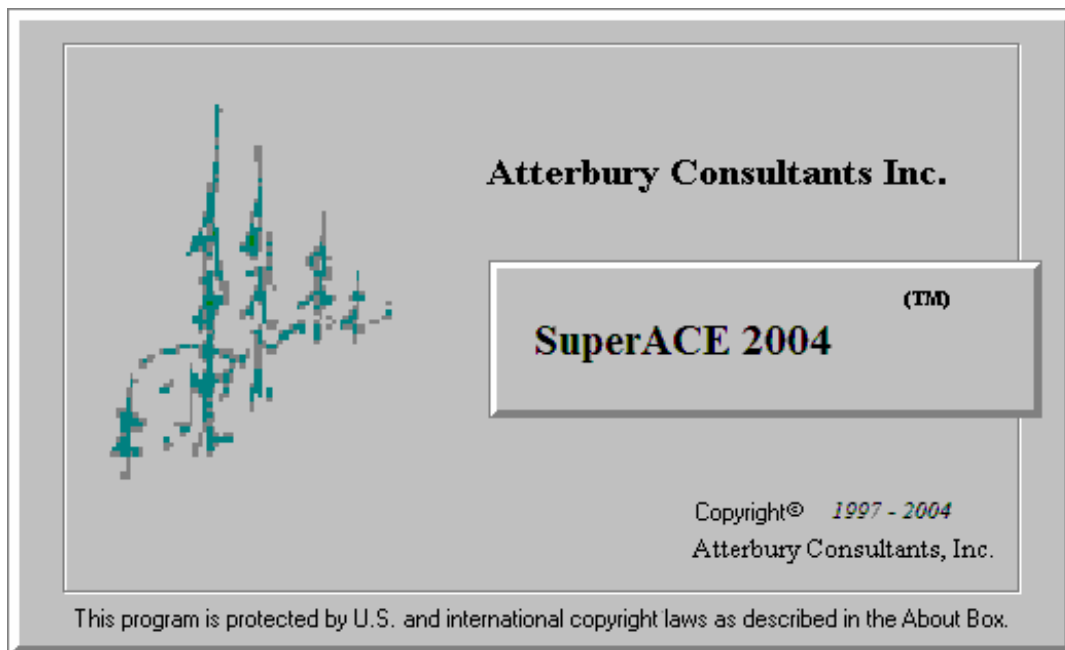 Atterbury Consultants Inc.
(TM)
SuperACE 2004
Copyright© 1997 - 2004
Atterbury Consultants, Inc.
This program is protected by U.S. and international copyright laws as described in the About Box.